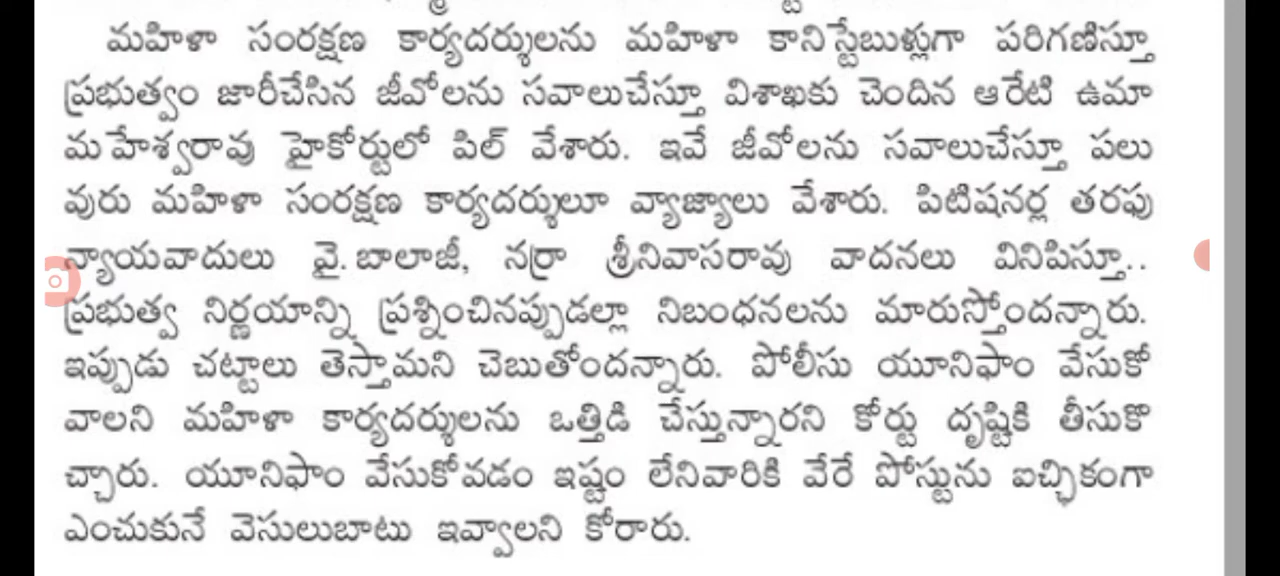 మహిళా సంరక్షణ కార్యదర్శులను మహిళా కానిస్టేబుళ్లుగా పరిగణిస్తూ
ప్రభుత్వం జారీచేసిన జీవోలను సవాలుచేస్తూ విశాఖకు చెందిన ఆరేటి ఉమా
మహేశ్వరావు హైకోర్టులో పిల్ వేశారు. ఇవే జీవోలను సవాలుచేస్తూ పలు
వురు మహిళా సంరక్షణ కార్యదర్శులూ వ్యాజ్యాలు వేశారు. పిటిషనర్ల తరఫు
న్యాయవాదులు వై.బాలాజీ, నర్రా శ్రీనివాసరావు వాదనలు వినిపిస్తూ..
ప్రభుత్వ నిర్ణయాన్ని ప్రశ్నించినప్పుడల్లా నిబంధనలను మారుస్తోందన్నారు.
ఇప్పుడు చట్టాలు తెస్తామని చెబుతోందన్నారు. పోలీసు యూనిఫాం వేసుకో
వాలని మహిళా కార్యదర్శులను ఒత్తిడి చేస్తున్నారని కోర్టు దృష్టికి తీసుకొ
చ్చారు. యూనిఫాం వేసుకోవడం ఇష్టం లేనివారికి వేరే పోస్టును ఐచ్ఛికంగా
ఎంచుకునే వెసులుబాటు ఇవ్వాలని కోరారు.